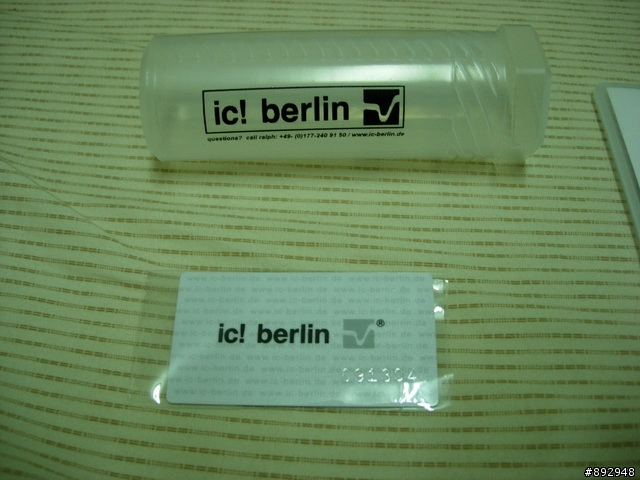 ic! berlin
questions? call ralph: +49- (0)177-240 91 50 / www.ic-berlin.de
ic! berlin ®
091304
#892948